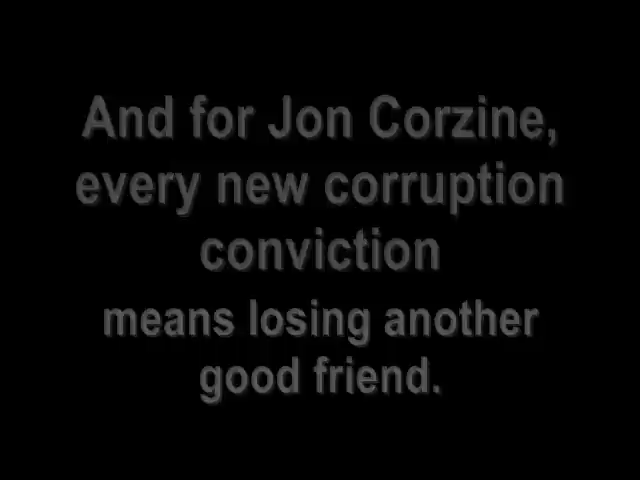 And for Jon Corzine,
every new corruption
conviction
means losing another
good friend.